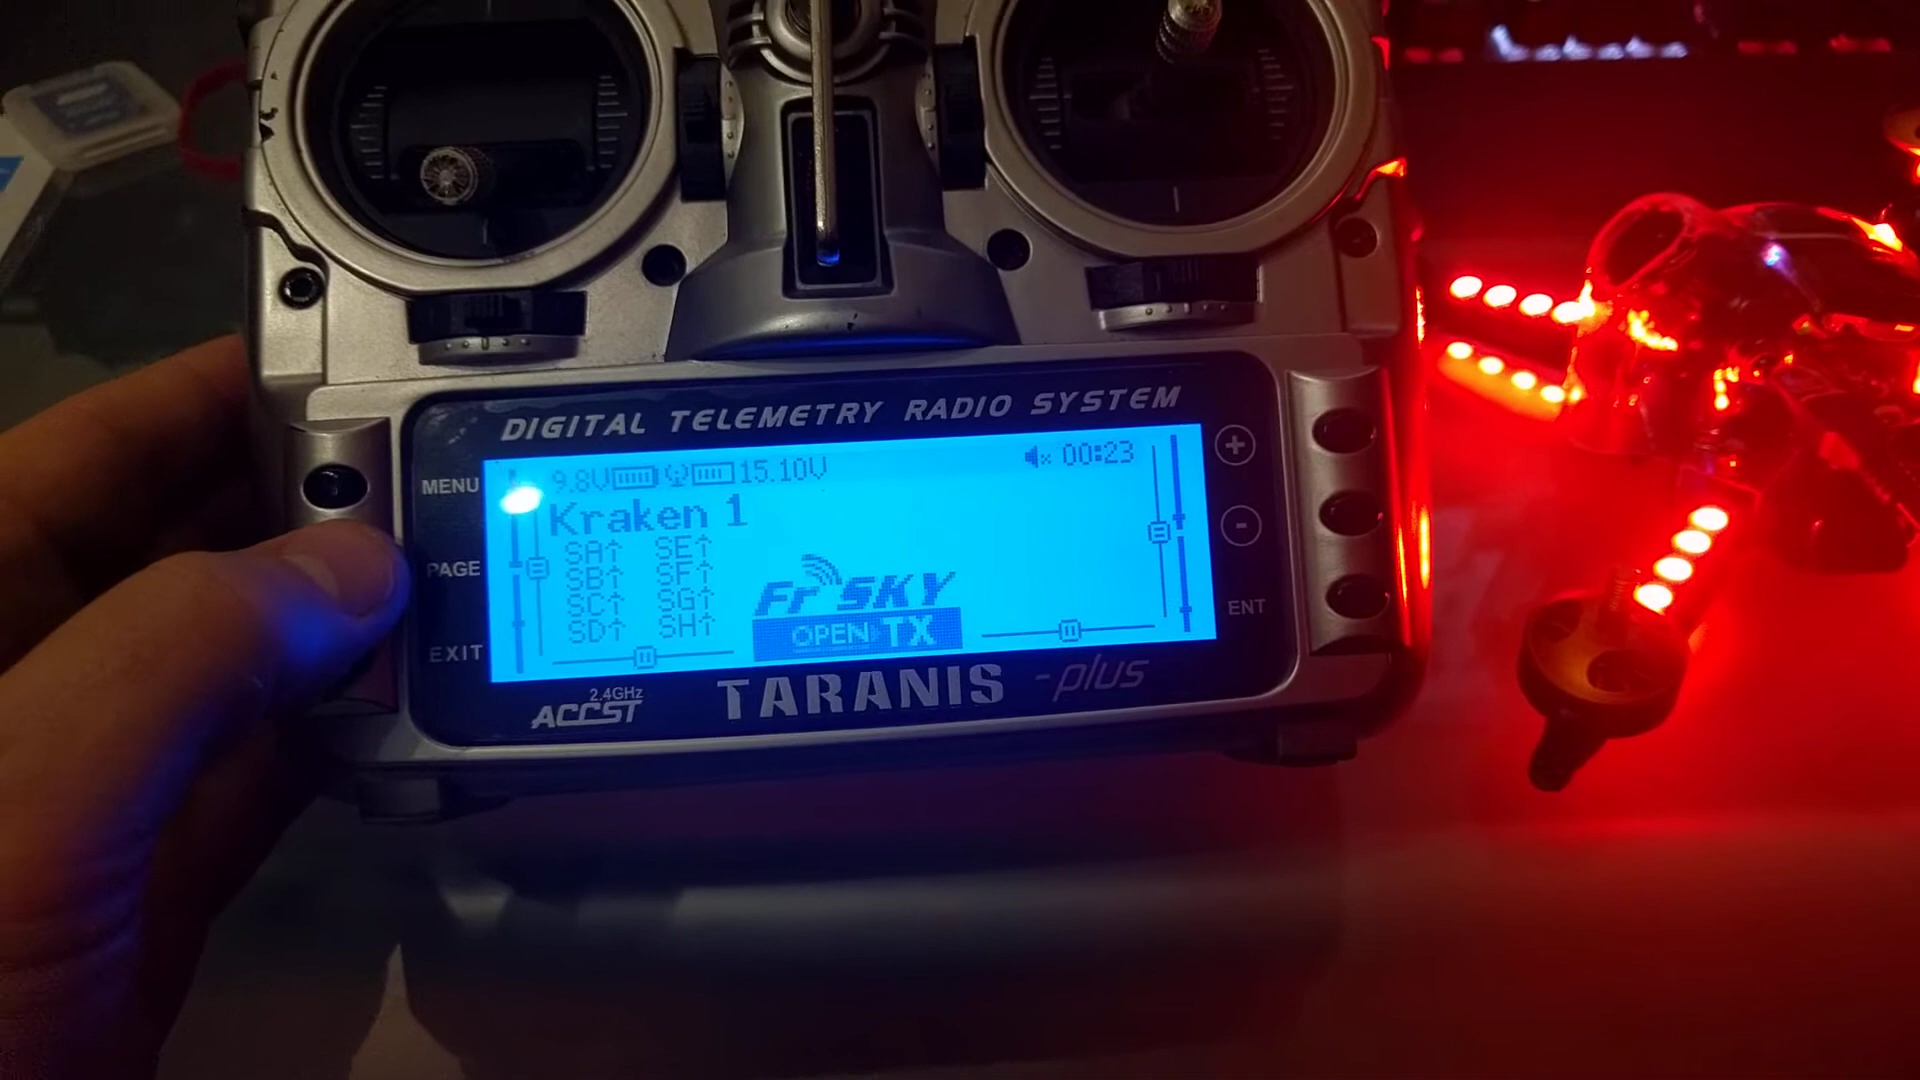 DIGITAL TELEMETRY RADIO SYSTEM
MENU
PAGE
EXIT
9.8V 15.10V 00:23
Kraken 1
SA↑ SE↑
SB↑ SF↑
SC↑ SG↑
SD↑ SH↑
FrSKY
OPEN TX
+
-
ENT
2.4GHz
ACCST
TARANIS -plus